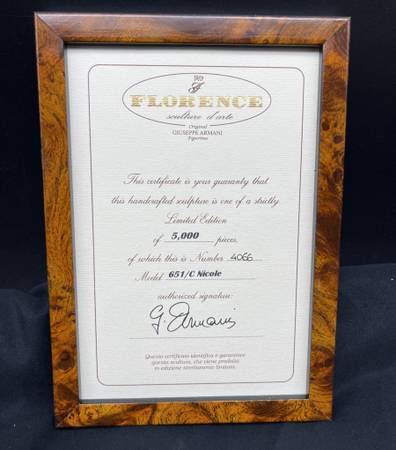 FLORENCE
sculture d'arte
Original
GIUSEPPE ARMANI
Figurines
This certificate is your guaranty that
this handcrafted sculpture is one of a strictly
Limited Edition
of 5,000 pieces,
of which this is Number 4066
Model 651/C Nicole
authorized signature:
G. Armani
Questo certificato identifica e garantisce
questa scultura, che viene prodotta
in edizione strettamente limitata.